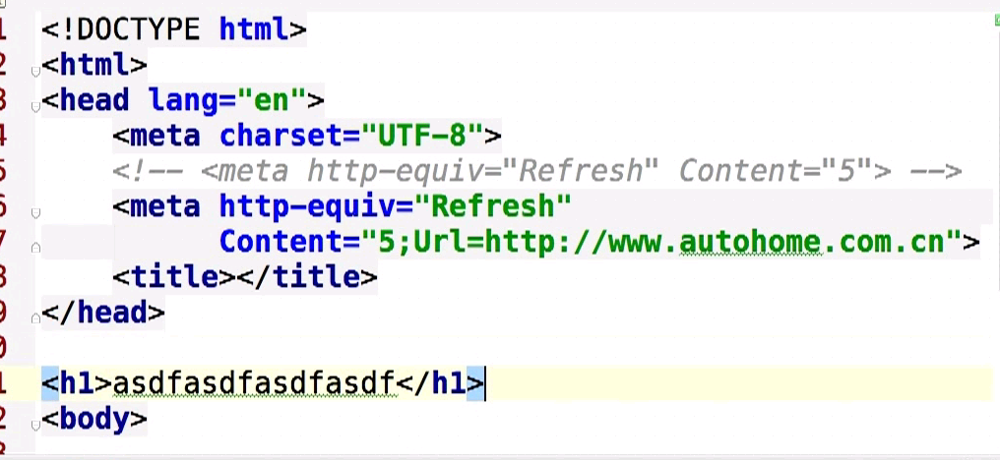 1 <!DOCTYPE html>
2 <html>
3 <head lang="en">
4 <meta charset="UTF-8">
5 <!-- <meta http-equiv="Refresh" Content="5"> -->
6 <meta http-equiv="Refresh"
7 Content="5;Url=http://www.autohome.com.cn">
8 <title></title>
9 </head>
0
1 <h1>asdfasdfasdfasdf</h1>
2 <body>
3